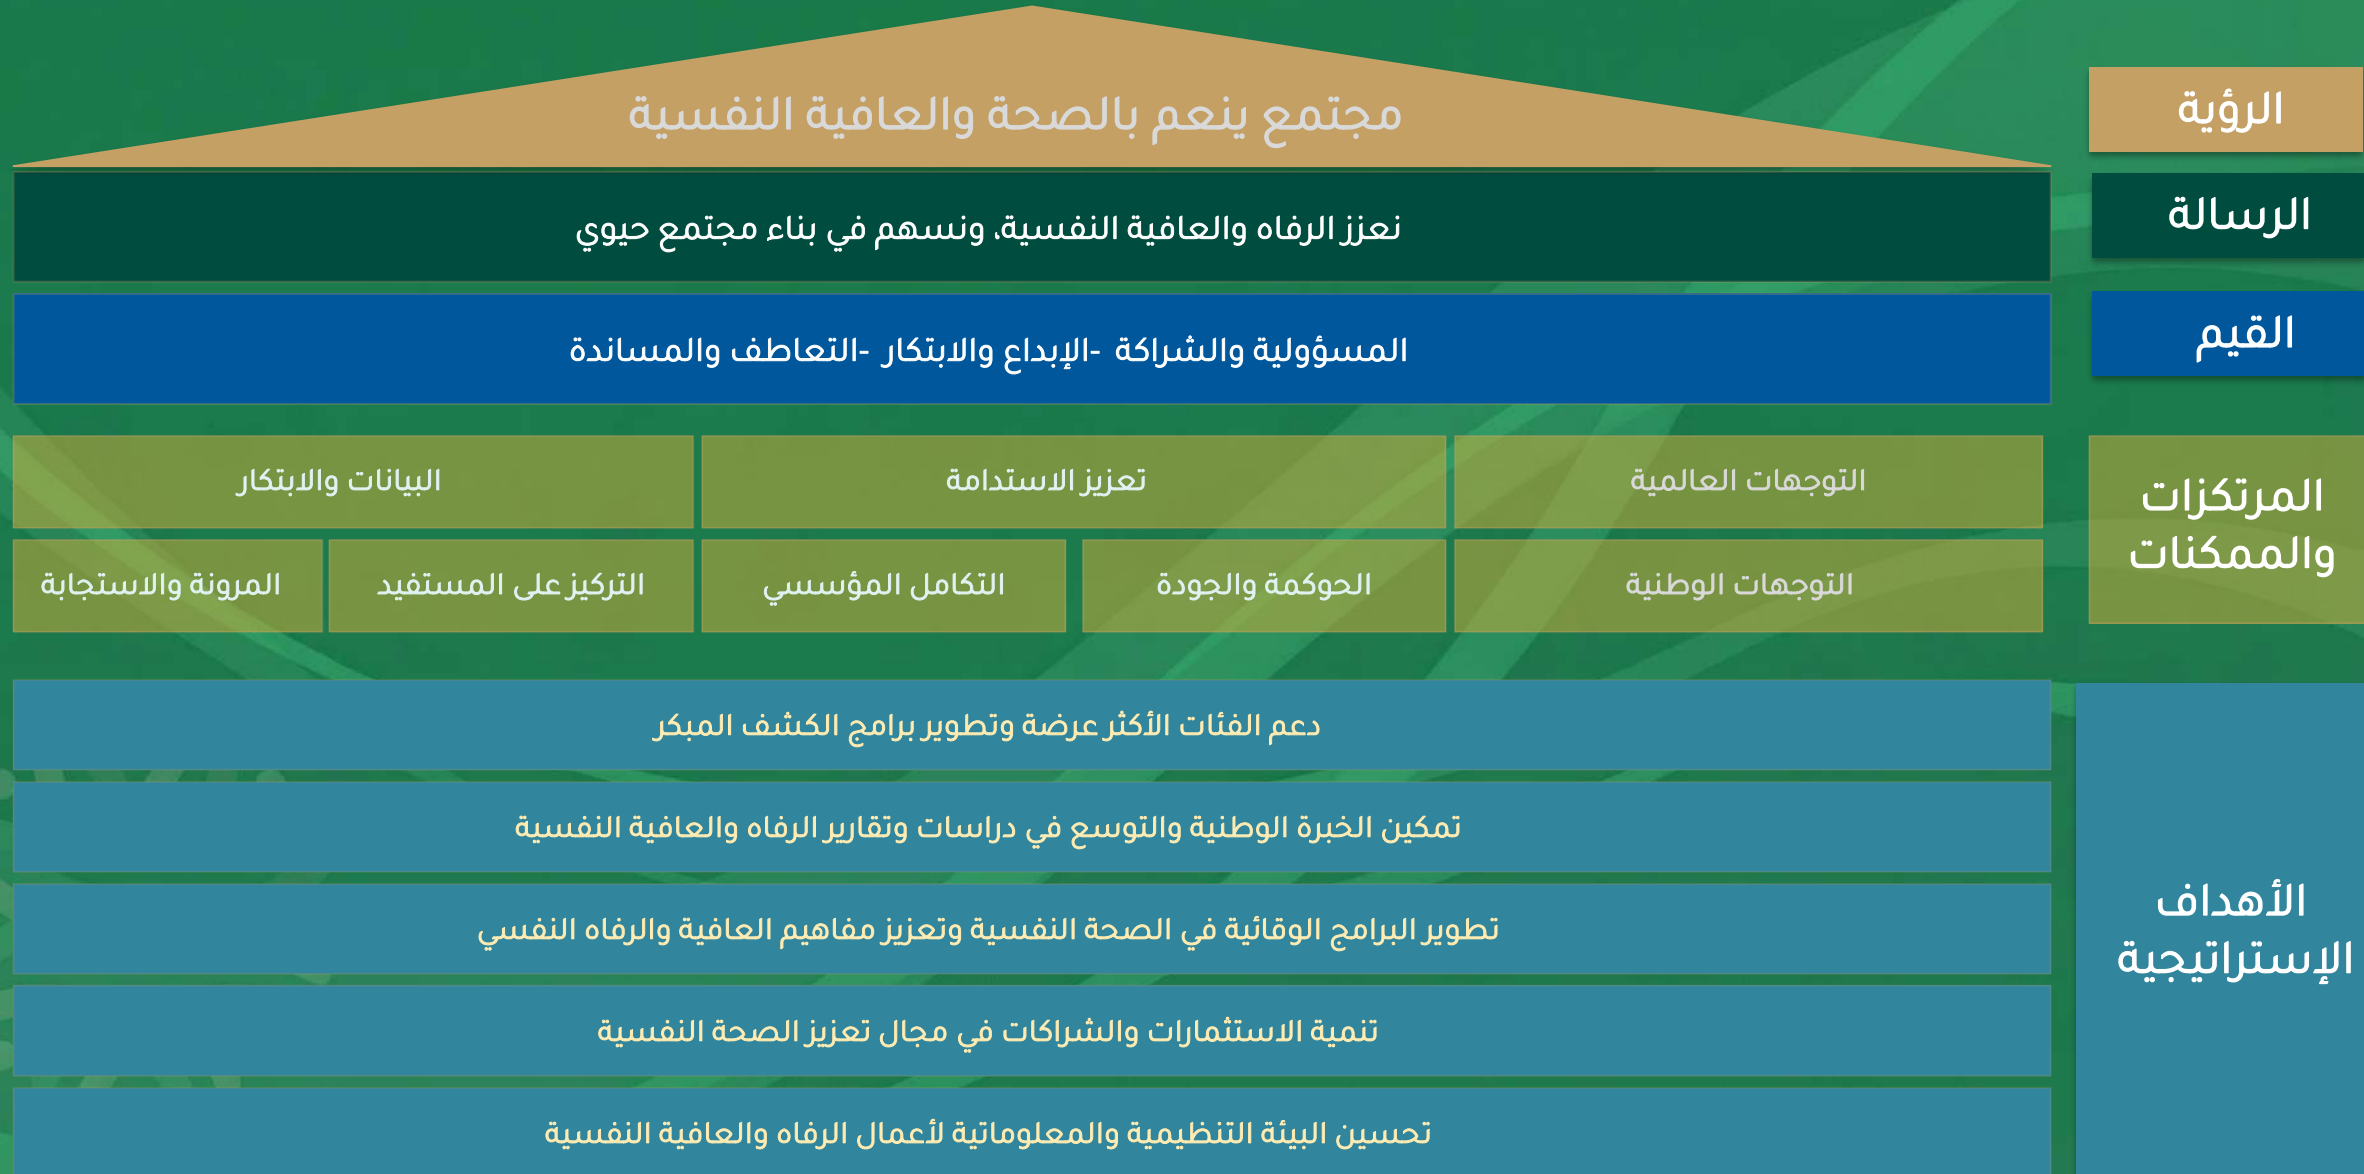 الرؤية
مجتمع ينعم بالصحة والعافية النفسية
الرسالة
نعزز الرفاه والعافية النفسية، ونسهم في بناء مجتمع حيوي
القيم
المسؤولية والشراكة -الإبداع والابتكار -التعاطف والمساندة
المرتكزات
والممكنات
التوجهات العالمية
تعزيز الاستدامة
البيانات والابتكار
التوجهات الوطنية
الحوكمة والجودة
التكامل المؤسسي
التركيز على المستفيد
المرونة والاستجابة
الأهداف
الإستراتيجية
دعم الفئات الأكثر عرضة وتطوير برامج الكشف المبكر
تمكين الخبرة الوطنية والتوسع في دراسات وتقارير الرفاه والعافية النفسية
تطوير البرامج الوقائية في الصحة النفسية وتعزيز مفاهيم العافية والرفاه النفسي
تنمية الاستثمارات والشراكات في مجال تعزيز الصحة النفسية
تحسين البيئة التنظيمية والمعلوماتية لأعمال الرفاه والعافية النفسية